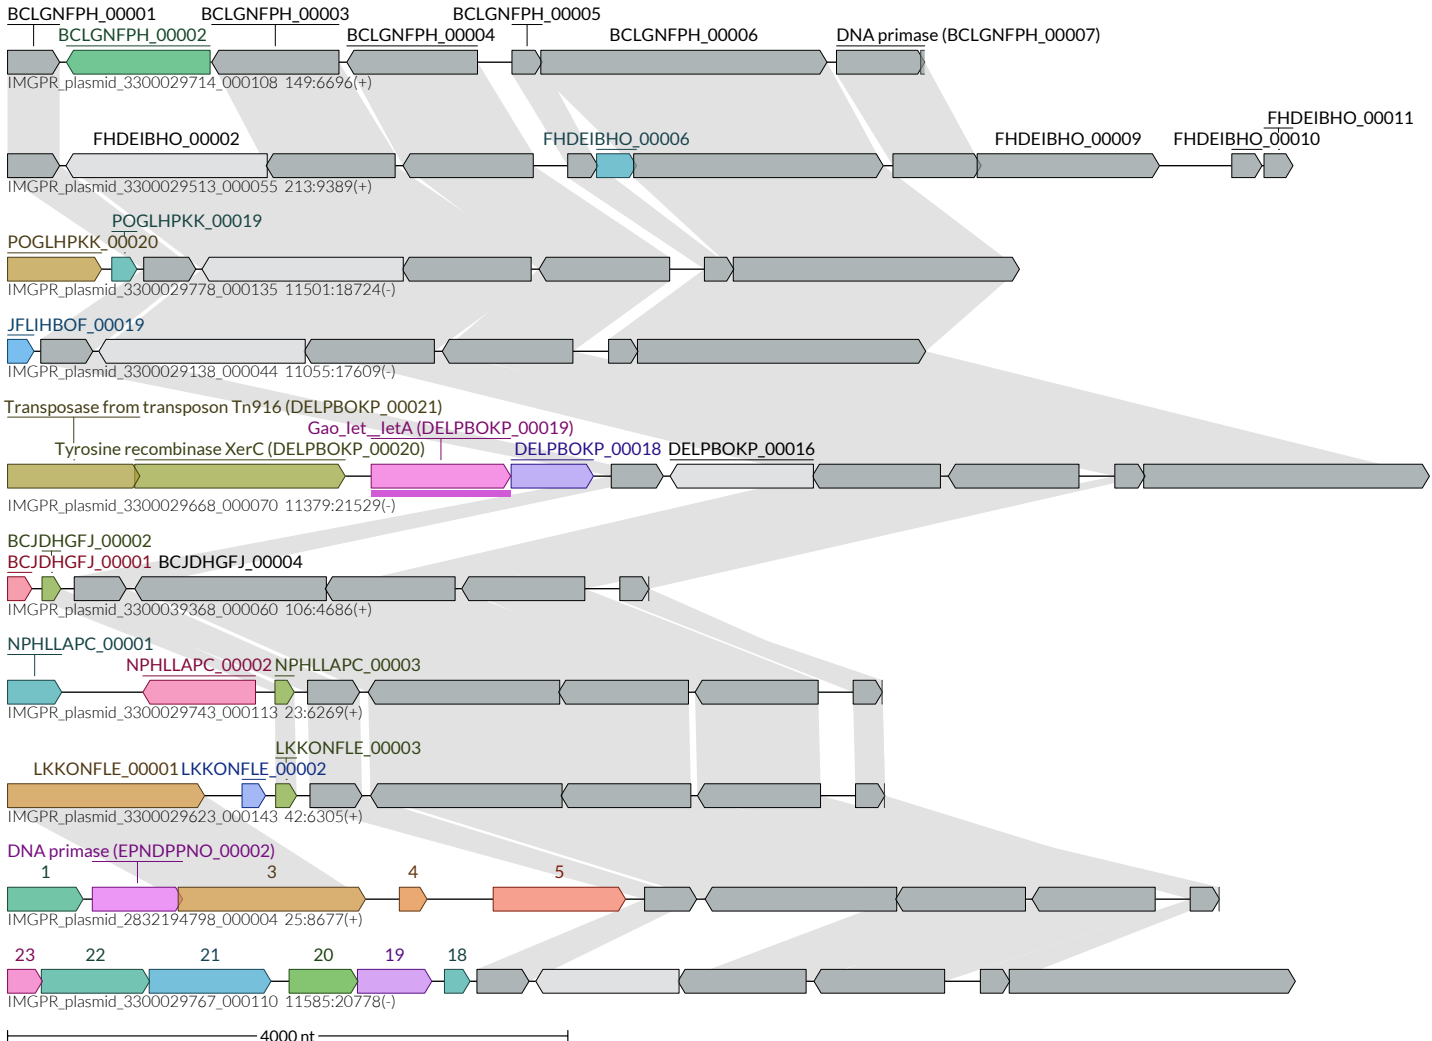 BCLGNFPH_00001 BCLGNFPH_00003 BCLGNFPH_00005
BCLGNFPH_00002 BCLGNFPH_00004 BCLGNFPH_00006 DNA primase (BCLGNFPH_00007)
IMGPR_plasmid_3300029714_000108 149:6696(+)
FHDEIBHO_00011
FHDEIBHO_00002 FHDEIBHO_00006 FHDEIBHO_00009 FHDEIBHO_00010
IMGPR_plasmid_3300029513_000055 213:9389(+)
POGLHPKK_00019
POGLHPKK_00020
IMGPR_plasmid_3300029778_000135 11501:18724(-)
JFLIHBOF_00019
IMGPR_plasmid_3300029138_000044 11055:17609(-)
Transposase from transposon Tn916 (DELPBOKP_00021)
Gao_let__letA (DELPBOKP_00019)
Tyrosine recombinase XerC (DELPBOKP_00020) DELPBOKP_00018 DELPBOKP_00016
IMGPR_plasmid_3300029668_000070 11379:21529(-)
BCJDHGFJ_00002
BCJDHGFJ_00001 BCJDHGFJ_00004
IMGPR_plasmid_3300039368_000060 106:4686(+)
NPHLLAPC_00001
NPHLLAPC_00002 NPHLLAPC_00003
IMGPR_plasmid_3300029743_000113 23:6269(+)
LKKONFLE_00003
LKKONFLE_00001 LKKONFLE_00002
IMGPR_plasmid_3300029623_000143 42:6305(+)
DNA primase (EPNDPPNO_00002)
1 3 4 5
IMGPR_plasmid_2832194798_000004 25:8677(+)
23 22 21 20 19 18
IMGPR_plasmid_3300029767_000110 11585:20778(-)
4000 nt